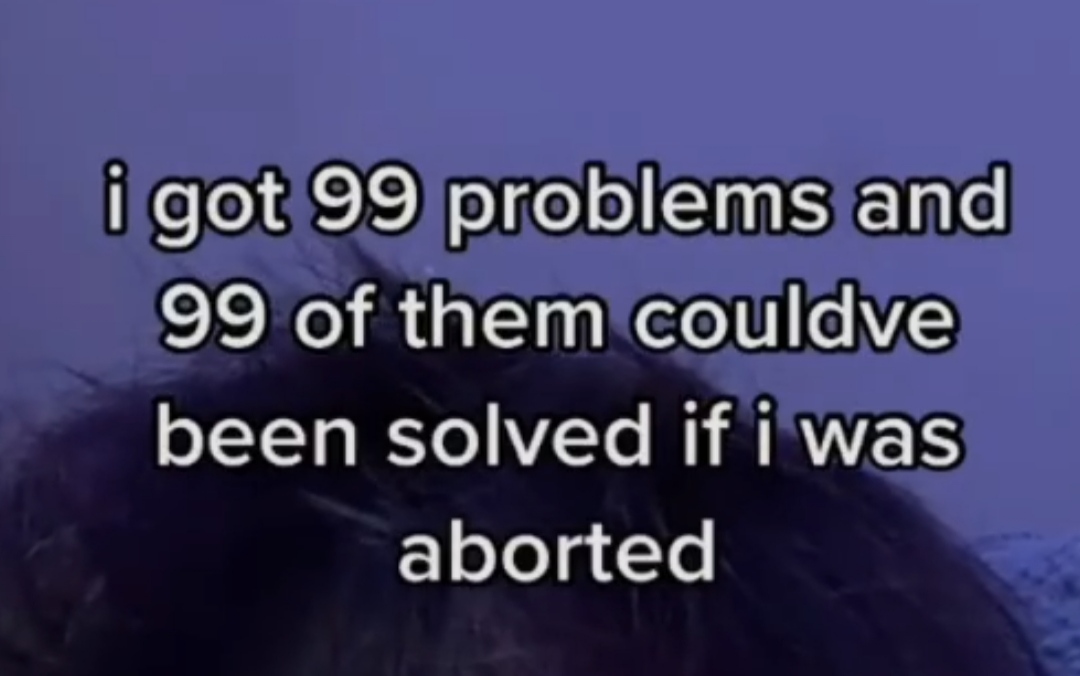 i got 99 problems and
99 of them couldve
been solved if i was
aborted